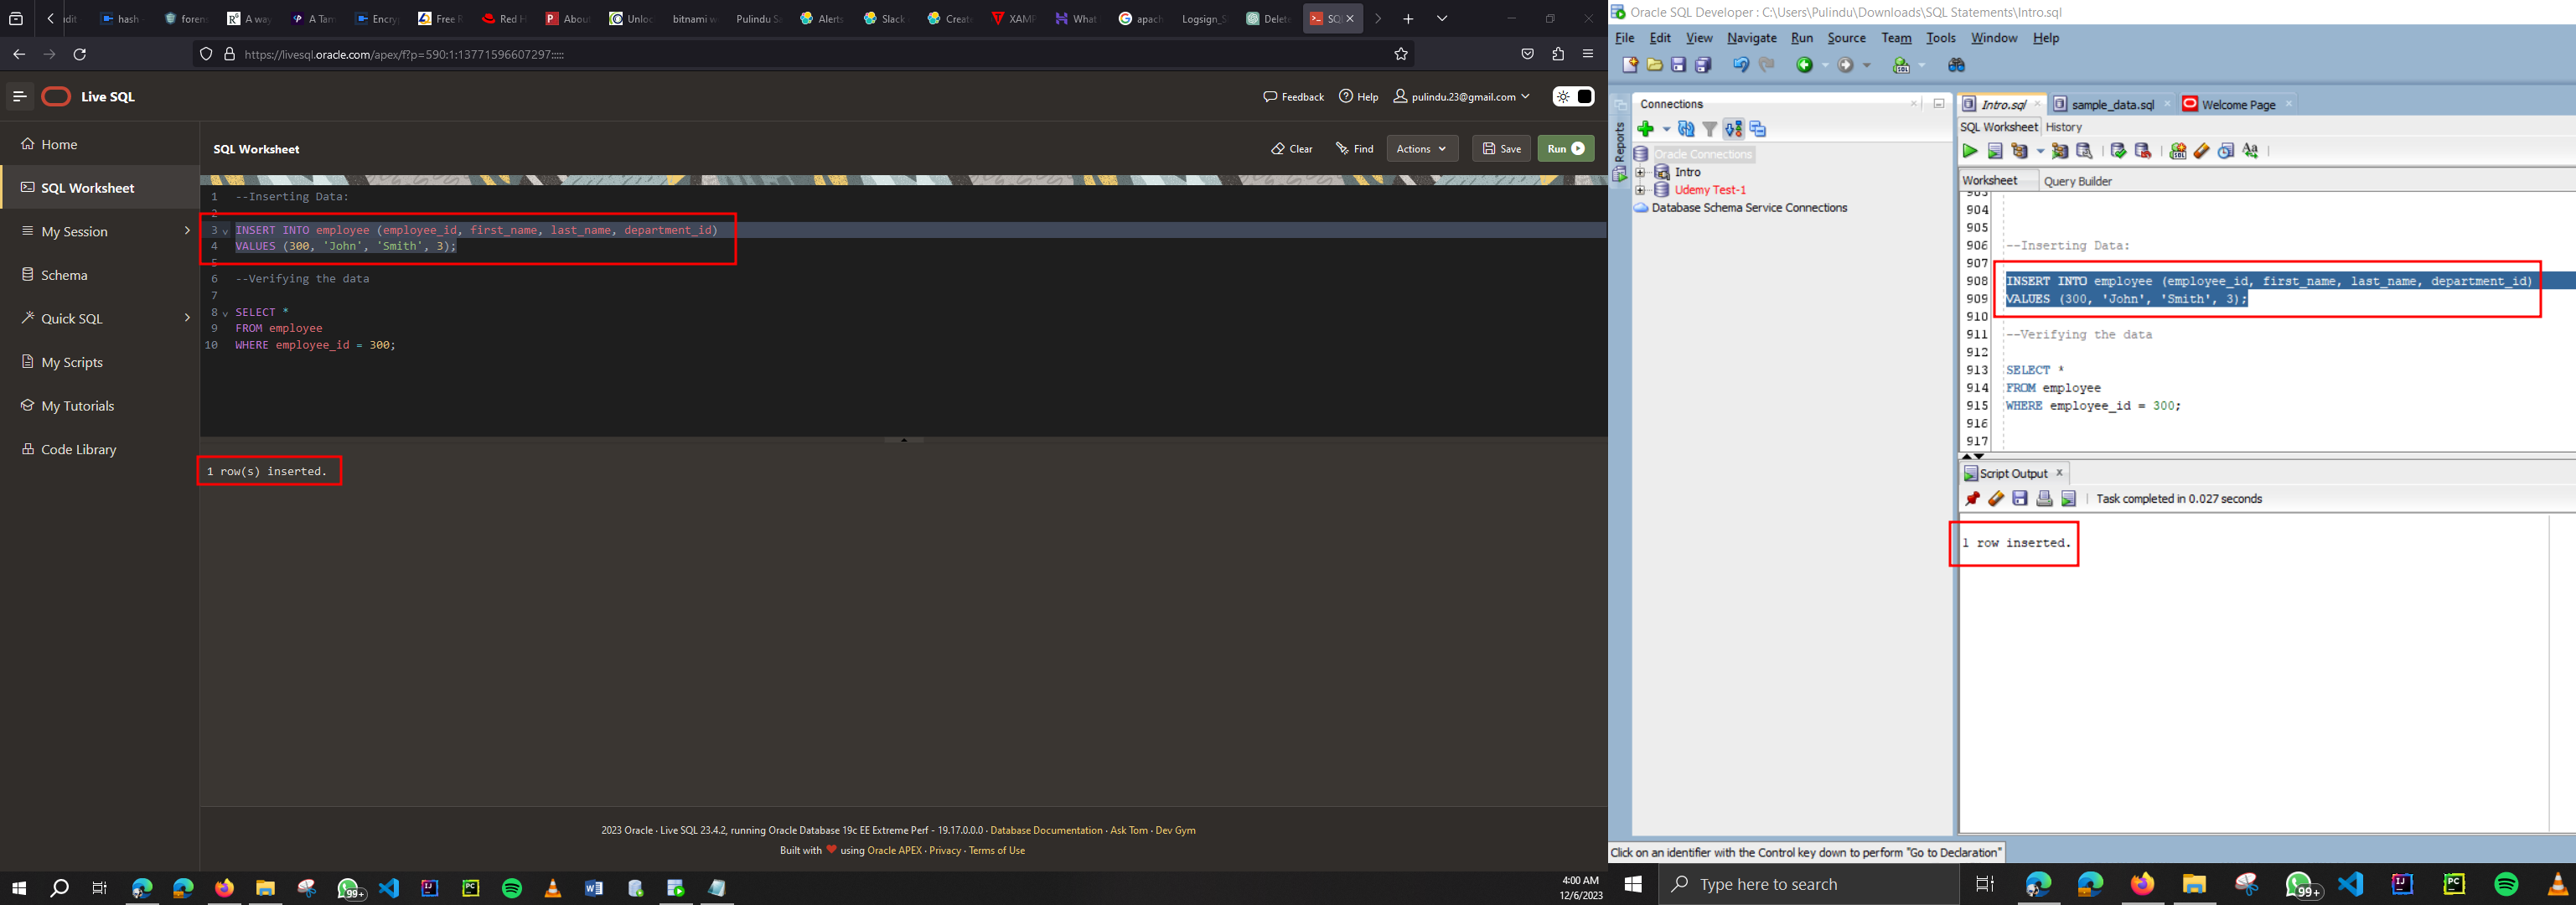 udit
hash
foren
A way
A Tam
Encryp
Free R
Red H
About
Unloc
bitnami w
Pulindu Sa
Alerts
Slack
Create
XAMP
What
apach
Logsign_S
Delete
SQL
https://livesql.oracle.com/apex/f?p=590:1:13771596607297:::::
Live SQL
Feedback
Help
pulindu.23@gmail.com
Home
SQL Worksheet
My Session
Schema
Quick SQL
My Scripts
My Tutorials
Code Library
SQL Worksheet
Clear
Find
Actions
Save
Run
1 --Inserting Data:
2
3 INSERT INTO employee (employee_id, first_name, last_name, department_id)
4 VALUES (300, 'John', 'Smith', 3);
5
6 --Verifying the data
7
8 SELECT *
9 FROM employee
10 WHERE employee_id = 300;
1 row(s) inserted.
2023 Oracle · Live SQL 23.4.2, running Oracle Database 19c EE Extreme Perf - 19.17.0.0.0 · Database Documentation · Ask Tom · Dev Gym
Built with ❤ using Oracle APEX · Privacy · Terms of Use
99+
4:00 AM
12/6/2023
Oracle SQL Developer : C:\Users\Pulindu\Downloads\SQL Statements\Intro.sql
File Edit View Navigate Run Source Team Tools Window Help
Reports
Connections
Oracle Connections
Intro
Udemy Test-1
Database Schema Service Connections
Intro.sql
sample_data.sql
Welcome Page
SQL Worksheet History
Worksheet Query Builder
903
904
905
906 --Inserting Data:
907
908 INSERT INTO employee (employee_id, first_name, last_name, department_id)
909 VALUES (300, 'John', 'Smith', 3);
910
911 --Verifying the data
912
913 SELECT *
914 FROM employee
915 WHERE employee_id = 300;
916
917
Script Output
Task completed in 0.027 seconds
1 row inserted.
Click on an identifier with the Control key down to perform "Go to Declaration"
Type here to search
99+